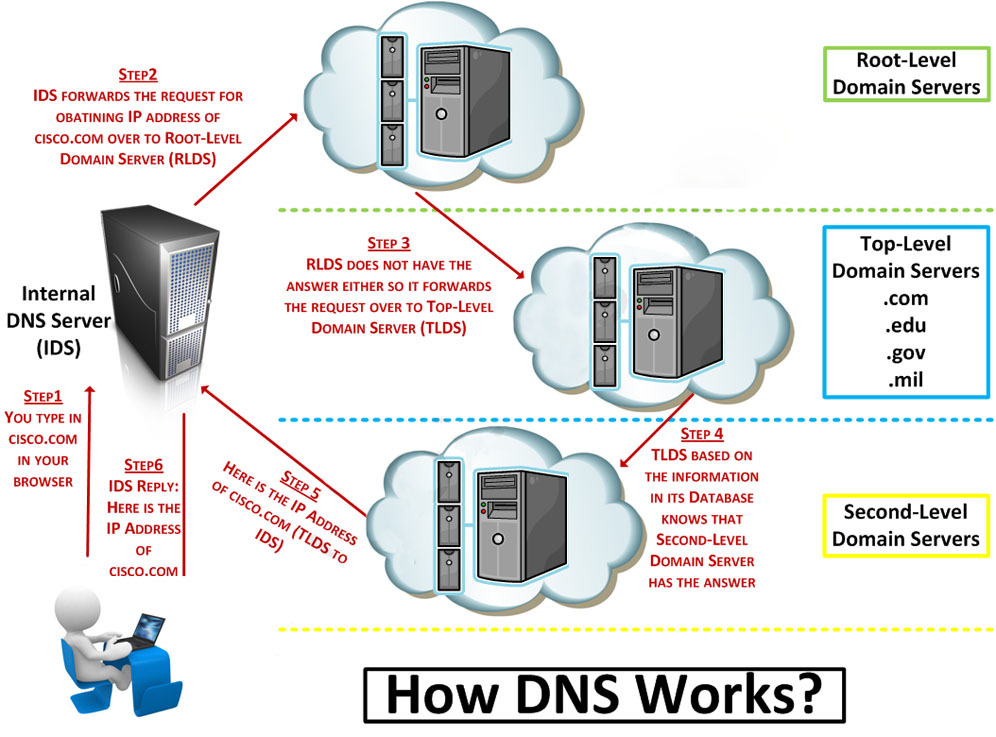 STEP2
IDS FORWARDS THE REQUEST FOR
OBATINING IP ADDRESS OF
CISCO.COM OVER TO ROOT-LEVEL
DOMAIN SERVER (RLDS)
Root-Level
Domain Servers
STEP 3
RLDS DOES NOT HAVE THE
ANSWER EITHER SO IT FORWARDS
THE REQUEST OVER TO TOP-LEVEL
DOMAIN SERVER (TLDS)
Top-Level
Domain Servers
.com
.edu
.gov
.mil
Internal
DNS Server
(IDS)
STEP1
YOU TYPE IN
CISCO.COM
IN YOUR
BROWSER
STEP6
IDS REPLY:
HERE IS THE
IP ADDRESS
OF
CISCO.COM
STEP 5
HERE IS THE IP ADDRESS
OF CISCO.COM (TLDS TO
IDS)
STEP 4
TLDS BASED ON
THE INFORMATION
IN ITS DATABASE
KNOWS THAT
SECOND-LEVEL
DOMAIN SERVER
HAS THE ANSWER
Second-Level
Domain Servers
How DNS Works?